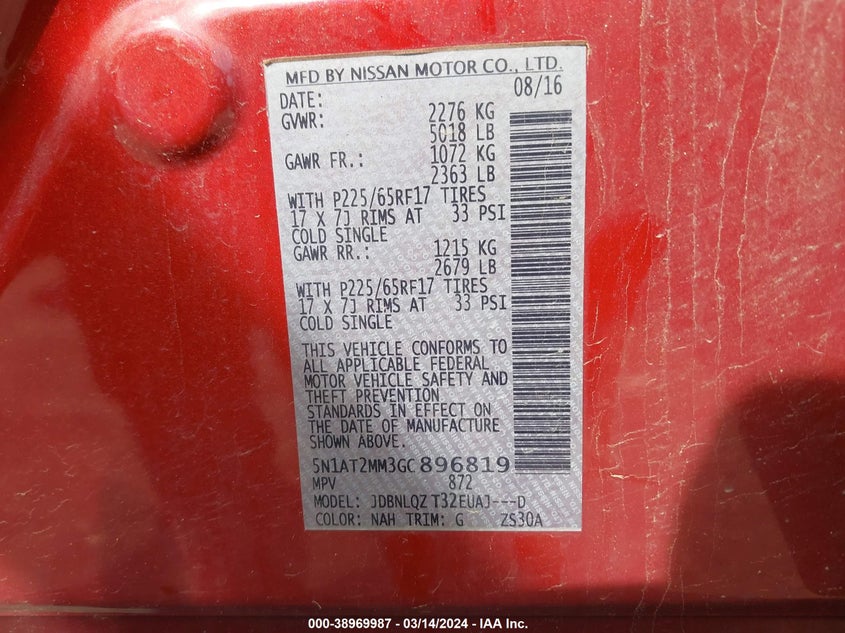 MFD BY NISSAN MOTOR CO., LTD.
DATE: 08/16
GVWR: 2276 KG
5018 LB
GAWR FR.: 1072 KG
2363 LB
WITH P225/65RF17 TIRES
17 X 7J RIMS AT 33 PSI
COLD SINGLE
GAWR RR.: 1215 KG
2679 LB
WITH P225/65RF17 TIRES
17 X 7J RIMS AT 33 PSI
COLD SINGLE
THIS VEHICLE CONFORMS TO
ALL APPLICABLE FEDERAL
MOTOR VEHICLE SAFETY AND
THEFT PREVENTION
STANDARDS IN EFFECT ON
THE DATE OF MANUFACTURE
SHOWN ABOVE.
5N1AT2MM3GC896819
MPV 872
MODEL: JDBNLQZ T32EUAJ---D
COLOR: NAH TRIM: G ZS30A
000-38969987 - 03/14/2024 - IAA Inc.